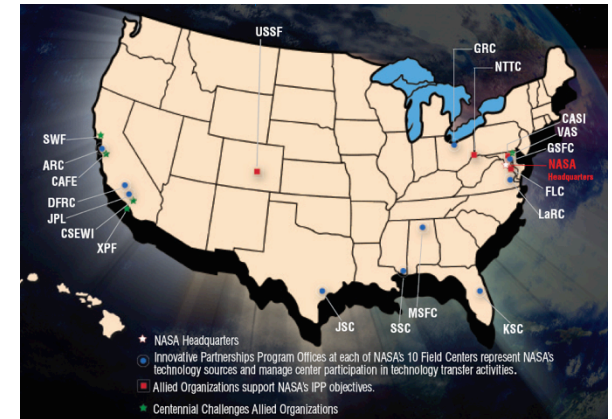 USSF
GRC
NTTC
CASI
VAS
GSFC
NASA
Headquarters
FLC
LaRC
SWF
ARC
CAFE
DFRC
JPL
CSEWI
XPF
JSC
SSC
MSFC
KSC
NASA Headquarters
Innovative Partnerships Program Offices at each of NASA's 10 Field Centers represent NASA's
technology sources and manage center participation in technology transfer activities.
Allied Organizations support NASA's IPP objectives.
Centennial Challenges Allied Organizations